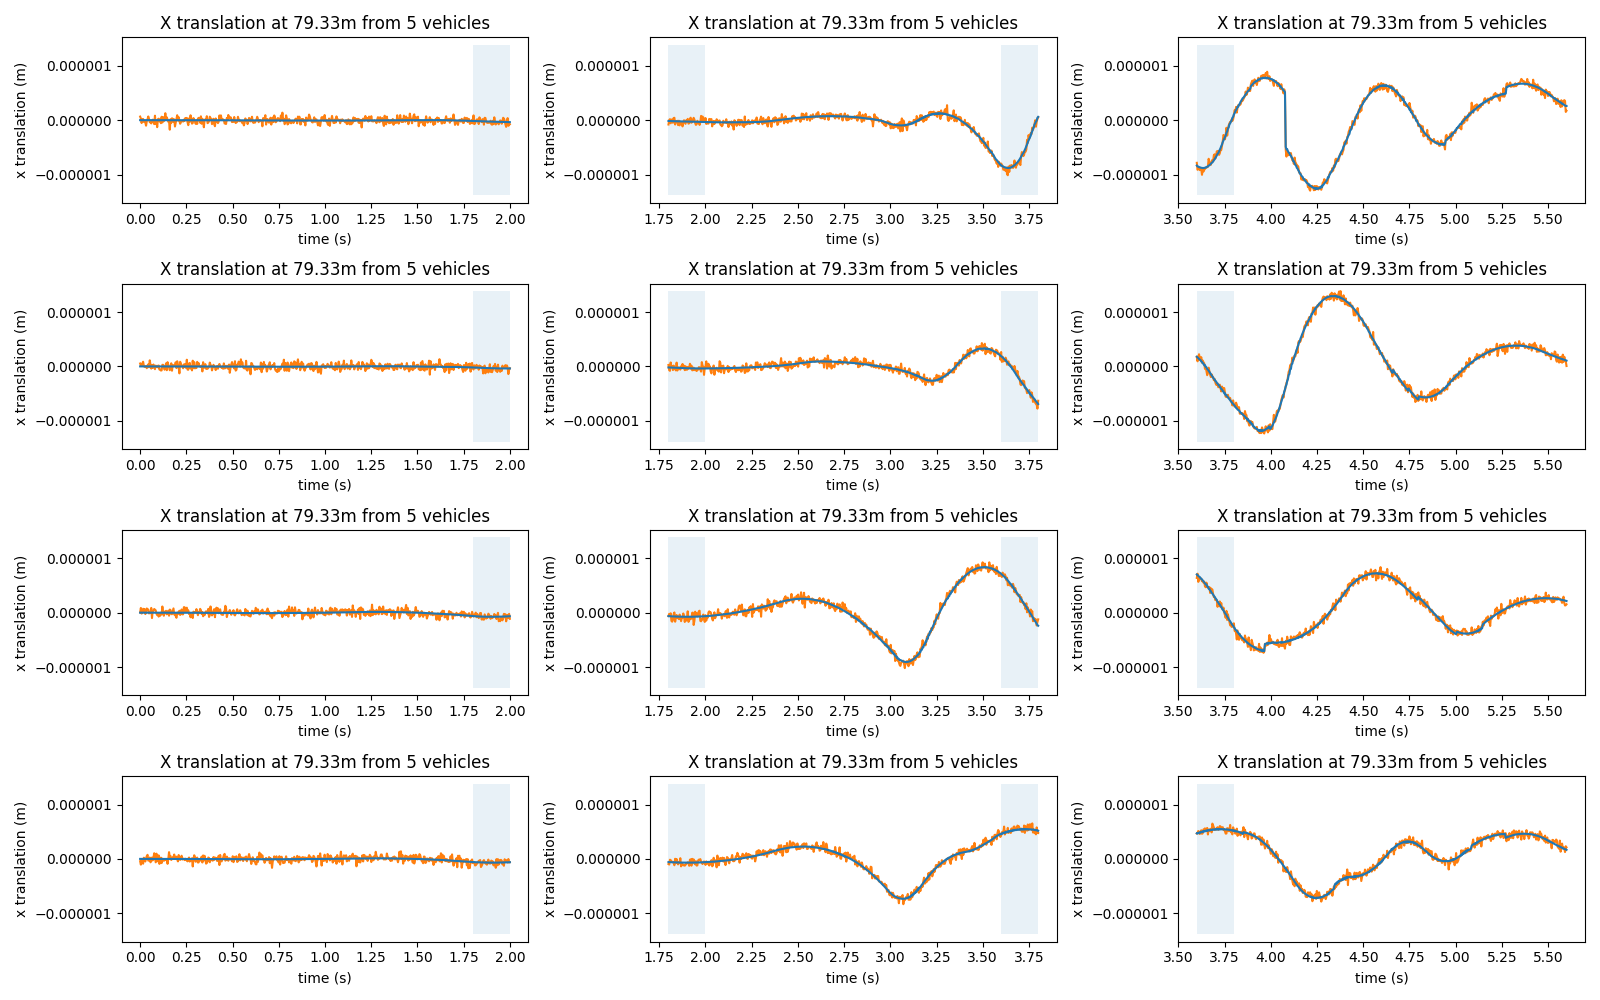 X translation at 79.33m from 5 vehicles
X translation at 79.33m from 5 vehicles
X translation at 79.33m from 5 vehicles
x translation (m)
0.000001
0.000000
−0.000001
0.00 0.25 0.50 0.75 1.00 1.25 1.50 1.75 2.00
time (s)
x translation (m)
0.000001
0.000000
−0.000001
1.75 2.00 2.25 2.50 2.75 3.00 3.25 3.50 3.75
time (s)
x translation (m)
0.000001
0.000000
−0.000001
3.50 3.75 4.00 4.25 4.50 4.75 5.00 5.25 5.50
time (s)
X translation at 79.33m from 5 vehicles
X translation at 79.33m from 5 vehicles
X translation at 79.33m from 5 vehicles
x translation (m)
0.000001
0.000000
−0.000001
0.00 0.25 0.50 0.75 1.00 1.25 1.50 1.75 2.00
time (s)
x translation (m)
0.000001
0.000000
−0.000001
1.75 2.00 2.25 2.50 2.75 3.00 3.25 3.50 3.75
time (s)
x translation (m)
0.000001
0.000000
−0.000001
3.50 3.75 4.00 4.25 4.50 4.75 5.00 5.25 5.50
time (s)
X translation at 79.33m from 5 vehicles
X translation at 79.33m from 5 vehicles
X translation at 79.33m from 5 vehicles
x translation (m)
0.000001
0.000000
−0.000001
0.00 0.25 0.50 0.75 1.00 1.25 1.50 1.75 2.00
time (s)
x translation (m)
0.000001
0.000000
−0.000001
1.75 2.00 2.25 2.50 2.75 3.00 3.25 3.50 3.75
time (s)
x translation (m)
0.000001
0.000000
−0.000001
3.50 3.75 4.00 4.25 4.50 4.75 5.00 5.25 5.50
time (s)
X translation at 79.33m from 5 vehicles
X translation at 79.33m from 5 vehicles
X translation at 79.33m from 5 vehicles
x translation (m)
0.000001
0.000000
−0.000001
0.00 0.25 0.50 0.75 1.00 1.25 1.50 1.75 2.00
time (s)
x translation (m)
0.000001
0.000000
−0.000001
1.75 2.00 2.25 2.50 2.75 3.00 3.25 3.50 3.75
time (s)
x translation (m)
0.000001
0.000000
−0.000001
3.50 3.75 4.00 4.25 4.50 4.75 5.00 5.25 5.50
time (s)